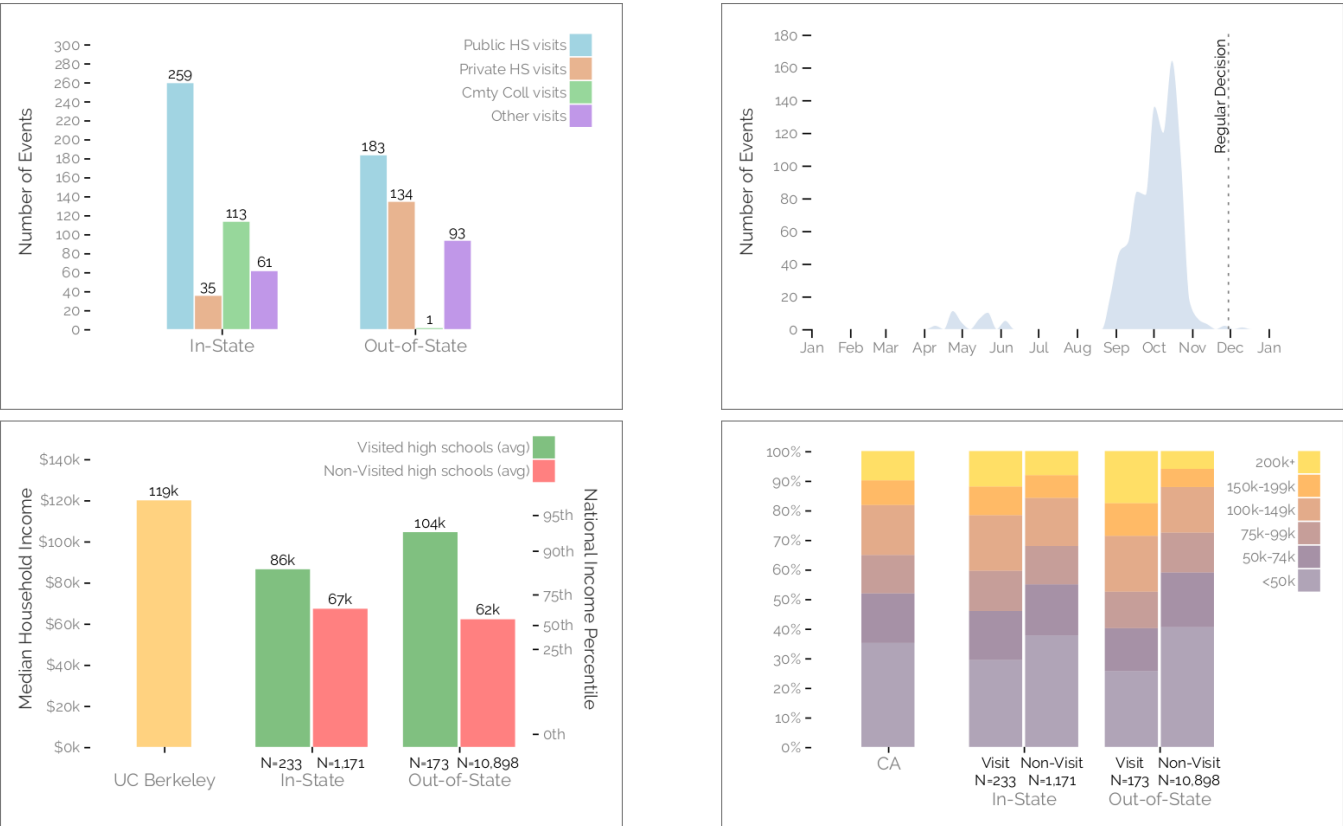 300
280
260
240
220
200
180
160
140
120
100
80
60
40
20
0
Number of Events
Public HS visits
Private HS visits
Cmty Coll visits
Other visits
259
35
113
61
183
134
1
93
In-State
Out-of-State
180
160
140
120
100
80
60
40
20
0
Number of Events
Regular Decision
Jan Feb Mar Apr May Jun Jul Aug Sep Oct Nov Dec Jan
Visited high schools (avg)
Non-Visited high schools (avg)
$140k
$120k
$100k
$80k
$60k
$40k
$20k
$0k
Median Household Income
119k
86k
67k
104k
62k
95th
90th
75th
50th
25th
0th
National Income Percentile
N=233 N=1,171 N=173 N=10,898
UC Berkeley In-State Out-of-State
100%
90%
80%
70%
60%
50%
40%
30%
20%
10%
0%
200k+
150k-199k
100k-149k
75k-99k
50k-74k
<50k
CA
Visit Non-Visit Visit Non-Visit
N=233 N=1,171 N=173 N=10,898
In-State Out-of-State